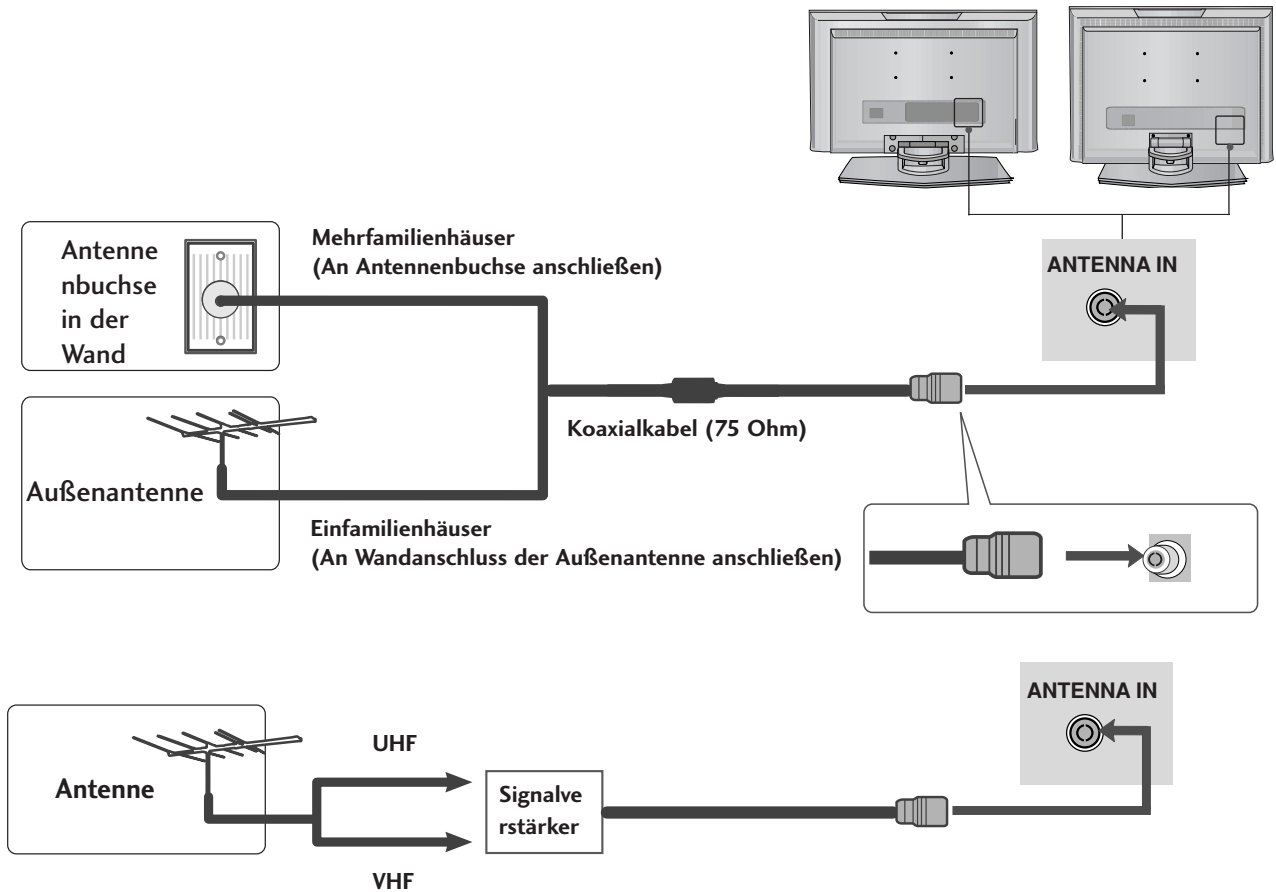 Antenne
nbuchse
in der
Wand
Mehrfamilienhäuser
(An Antennenbuchse anschließen)
ANTENNA IN
Koaxialkabel (75 Ohm)
Außenantenne
Einfamilienhäuser
(An Wandanschluss der Außenantenne anschließen)
ANTENNA IN
Antenne
UHF
Signalve
rstärker
VHF